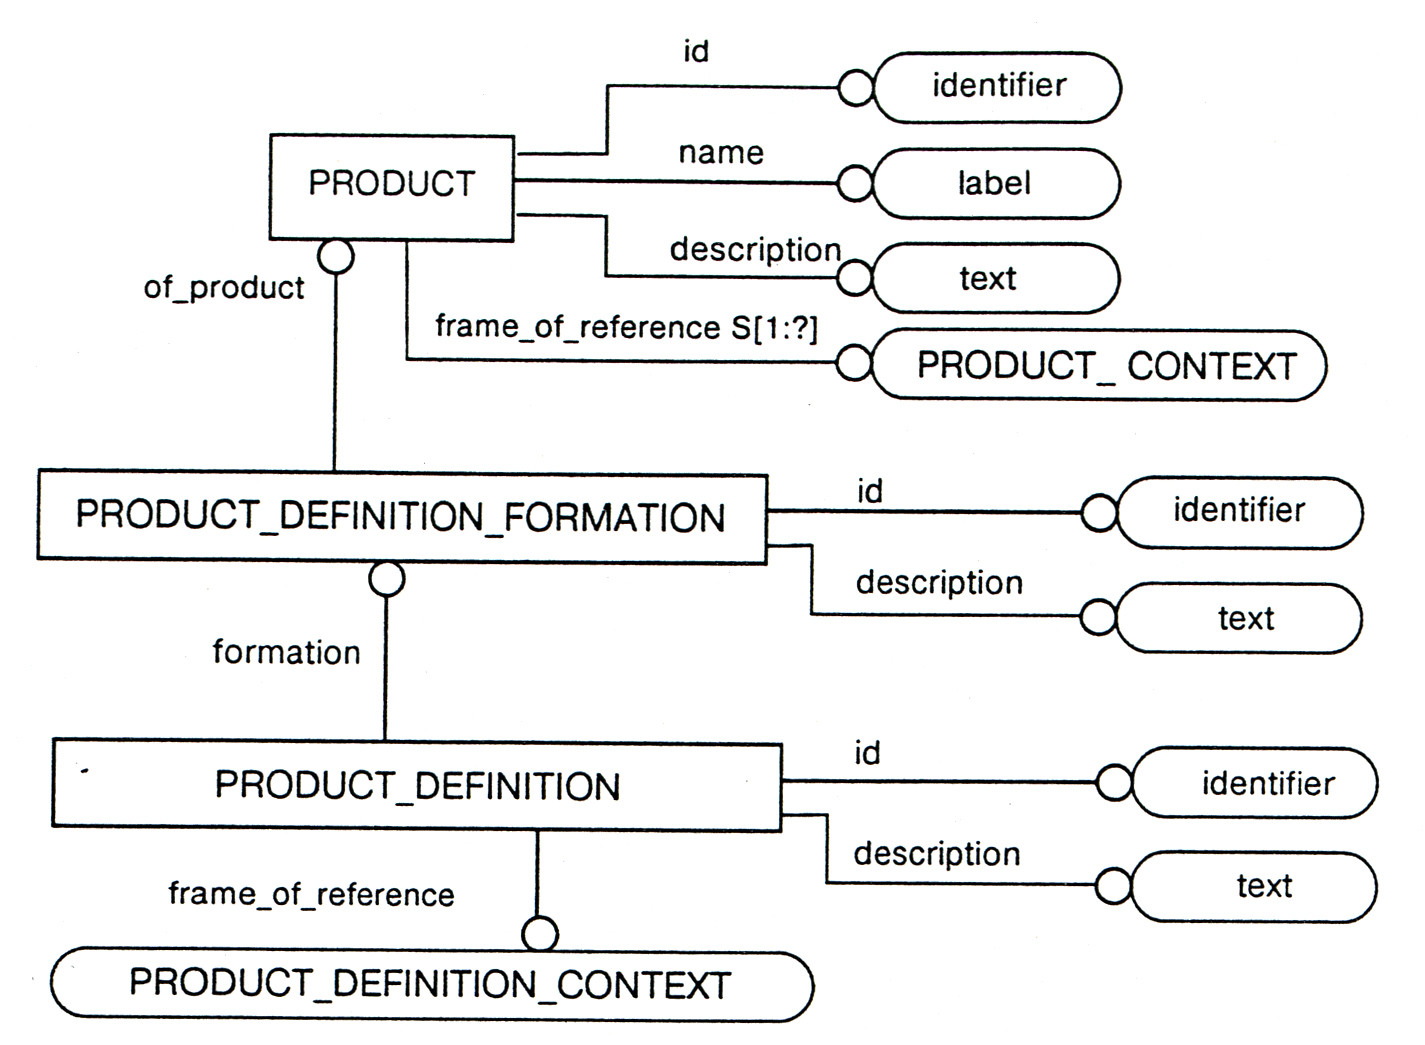 id
identifier
name
PRODUCT
label
description
text
of_product
frame_of_reference S[1:?]
PRODUCT_ CONTEXT
id
identifier
PRODUCT_DEFINITION_FORMATION
description
text
formation
id
identifier
PRODUCT_DEFINITION
description
text
frame_of_reference
PRODUCT_DEFINITION_CONTEXT